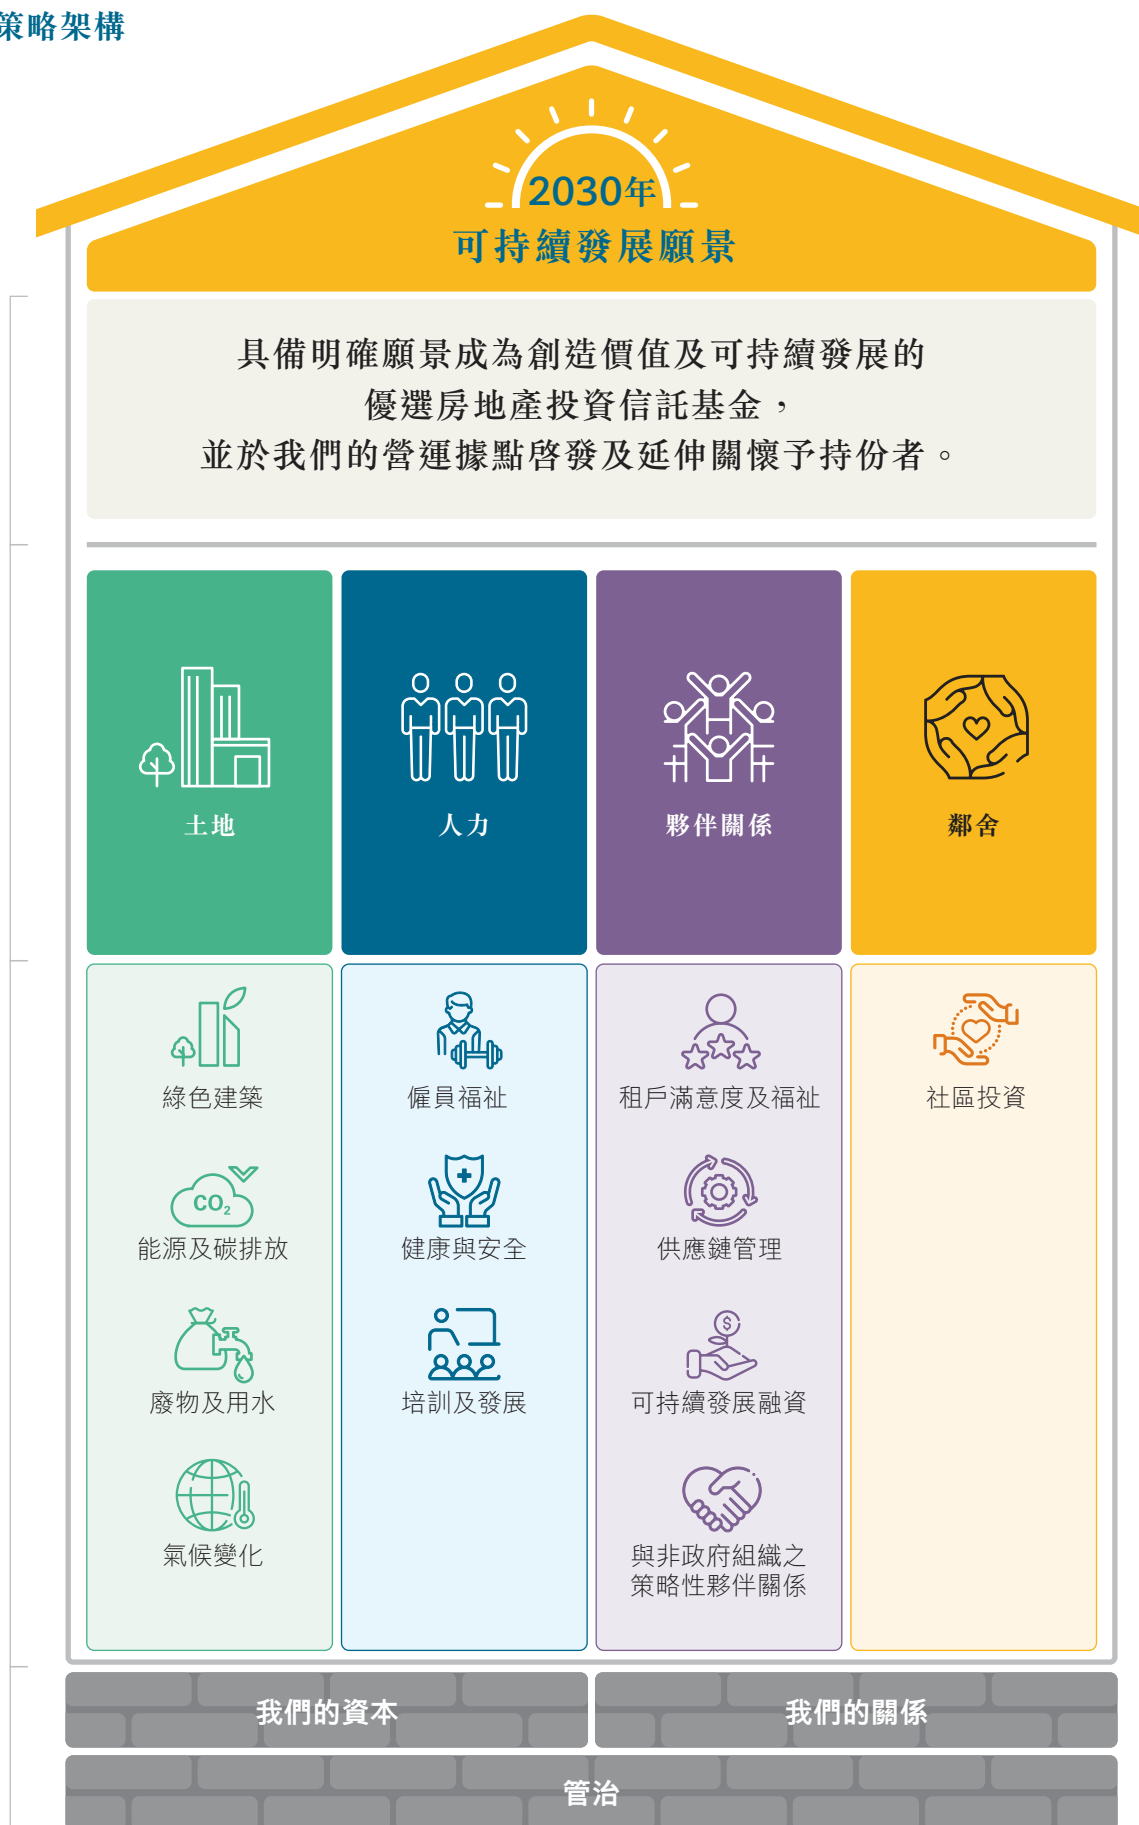 策略架構
2030年
可持續發展願景
具備明確願景成為創造價值及可持續發展的
優選房地產投資信託基金，
並於我們的營運據點啓發及延伸關懷予持份者。
土地
人力
夥伴關係
鄰舍
綠色建築
僱員福祉
租戶滿意度及福祉
社區投資
CO₂
能源及碳排放
健康與安全
供應鏈管理
廢物及用水
培訓及發展
$
可持續發展融資
氣候變化
與非政府組織之
策略性夥伴關係
我們的資本
我們的關係
管治